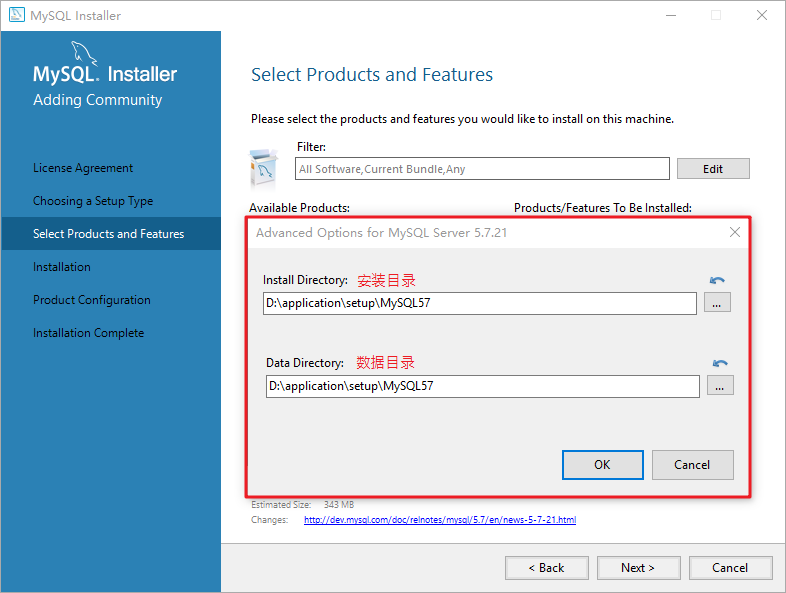 MySQL Installer
MySQL. Installer
Adding Community
License Agreement
Choosing a Setup Type
Select Products and Features
Installation
Product Configuration
Installation Complete
Select Products and Features
Please select the products and features you would like to install on this machine.
Filter:
All Software,Current Bundle,Any
Edit
Available Products:
Products/Features To Be Installed:
Advanced Options for MySQL Server 5.7.21
Install Directory: 安装目录
D:\application\setup\MySQL57
...
Data Directory: 数据目录
D:\application\setup\MySQL57
...
OK
Cancel
Estimated Size: 343 MB
Changes: http://dev.mysql.com/doc/relnotes/mysql/5.7/en/news-5-7-21.html
< Back
Next >
Cancel